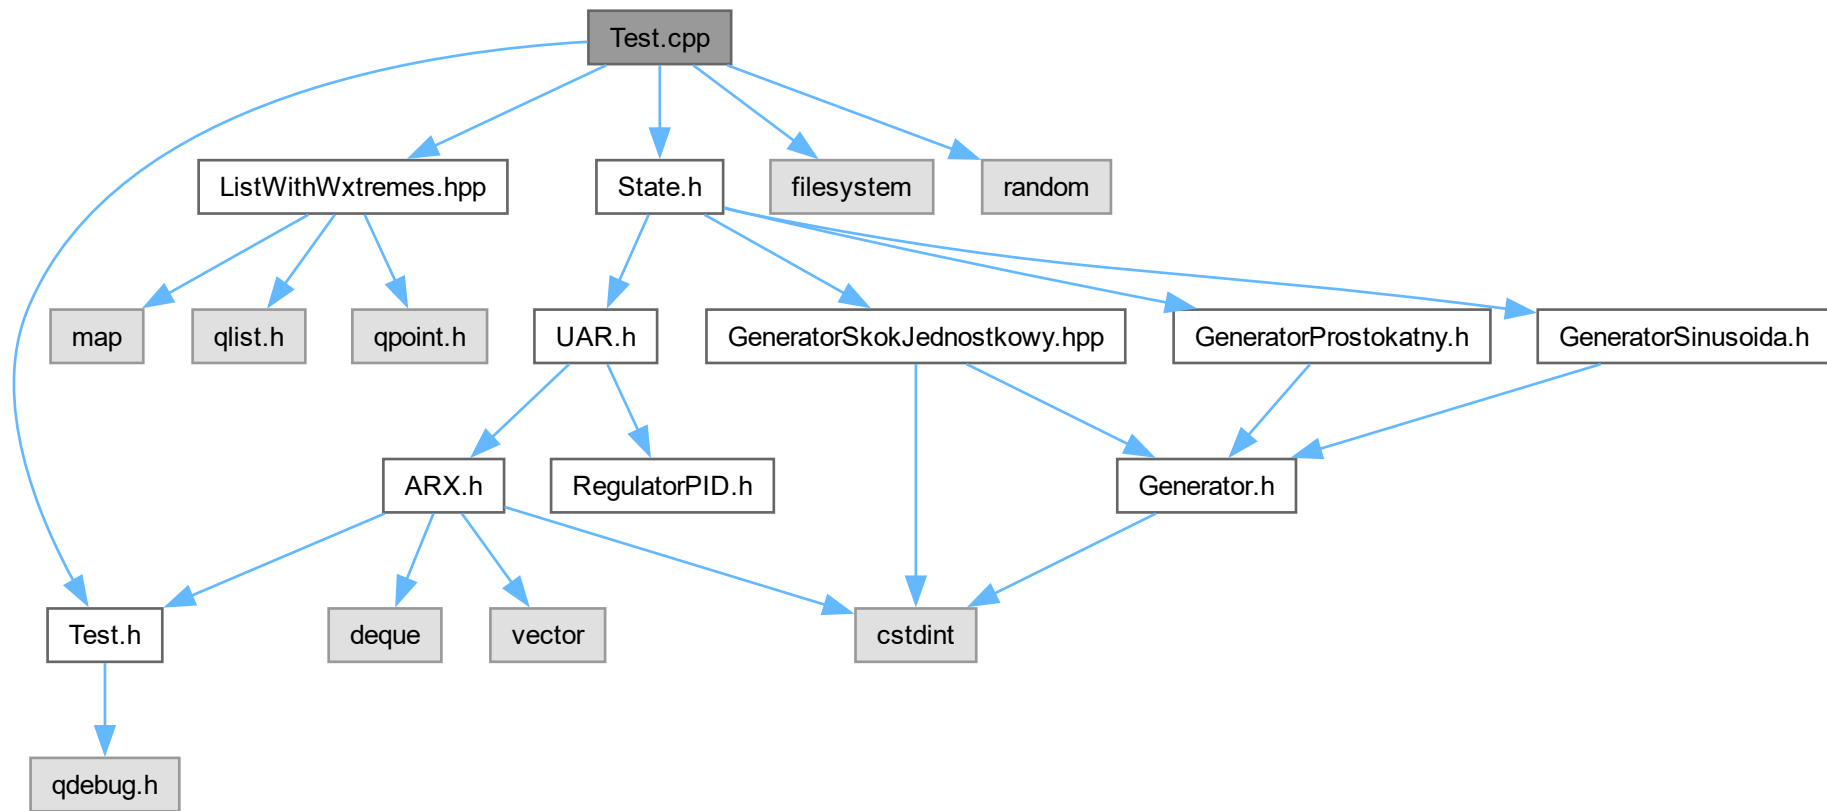 Test.cpp
ListWithWxtremes.hpp
State.h
filesystem
random
map
qlist.h
qpoint.h
UAR.h
GeneratorSkokJednostkowy.hpp
GeneratorProstokatny.h
GeneratorSinusoida.h
ARX.h
RegulatorPID.h
Generator.h
Test.h
deque
vector
cstdint
qdebug.h